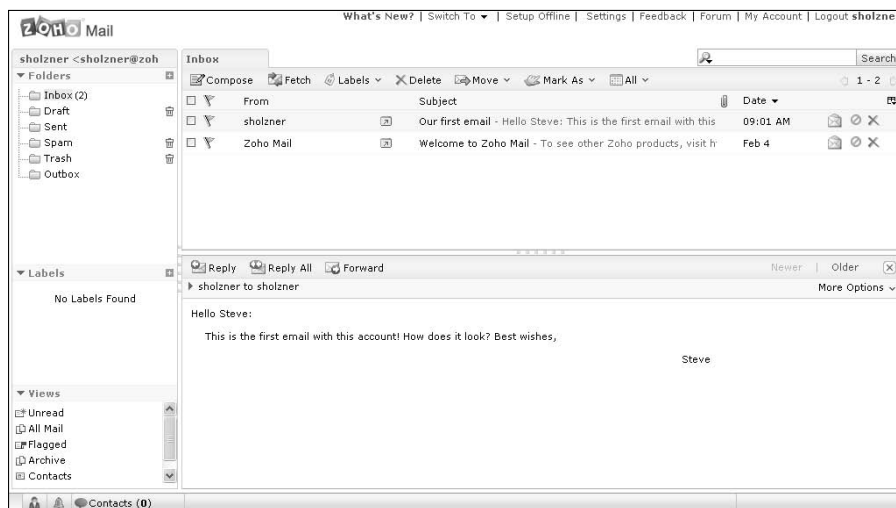 ZOHO Mail
What's New? | Switch To | Setup Offline | Settings | Feedback | Forum | My Account | Logout sholzne
sholzner <sholzner@zoh
Inbox
Search
Folders
Compose Fetch Labels Delete Move Mark As All 1 - 2
Inbox (2)
Draft
Sent
Spam
Trash
Outbox
From Subject Date
sholzner Our first email - Hello Steve: This is the first email with this 09:01 AM
Zoho Mail Welcome to Zoho Mail - To see other Zoho products, visit h Feb 4
Labels
No Labels Found
Reply Reply All Forward Newer | Older
sholzner to sholzner More Options
Hello Steve:
This is the first email with this account! How does it look? Best wishes,
Steve
Views
Unread
All Mail
Flagged
Archive
Contacts
Contacts (0)